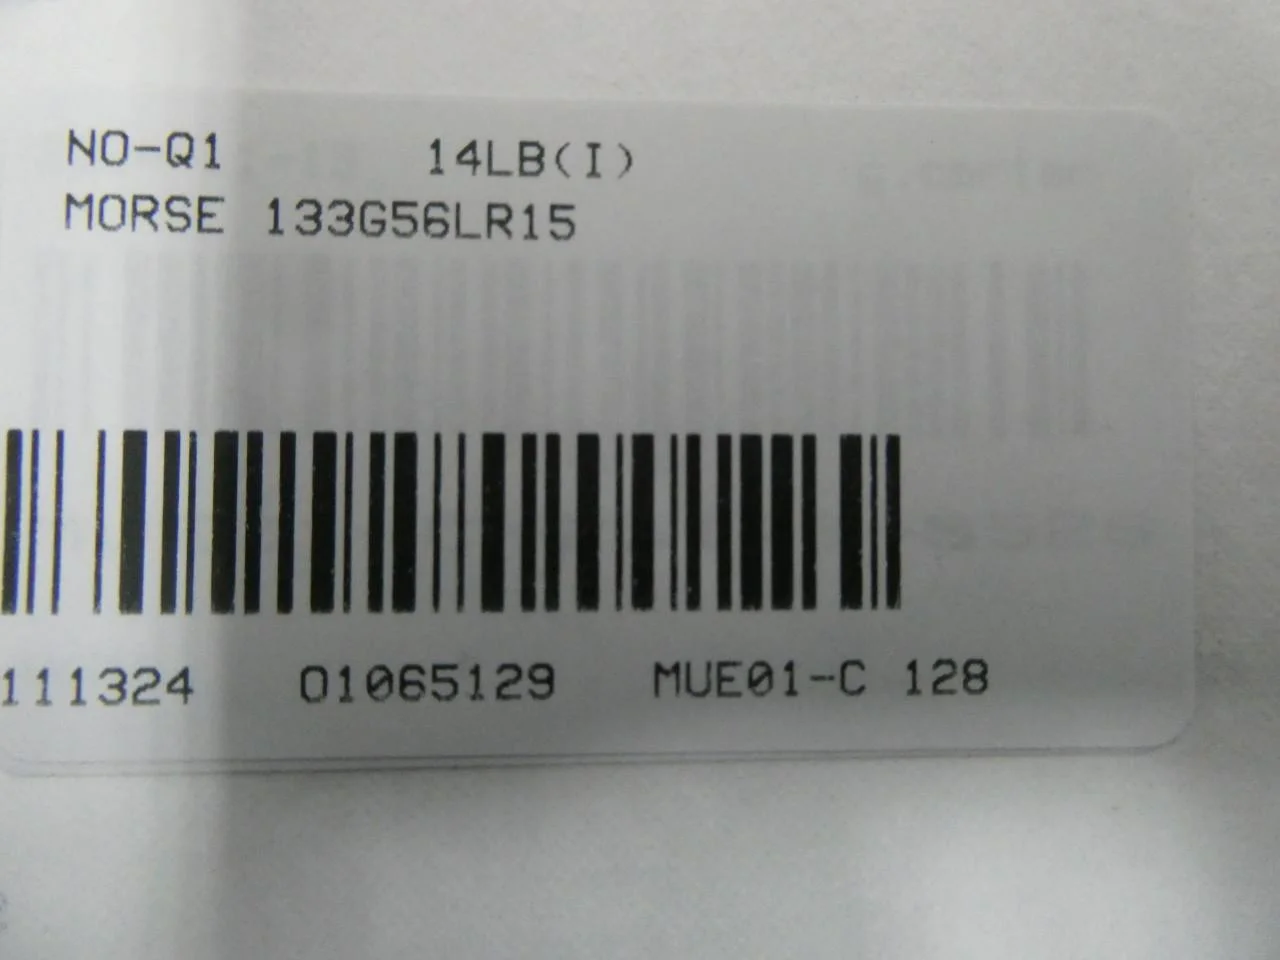 NO-Q1 14LB(I)
MORSE 133G56LR15
111324 01065129 MUE01-C 128